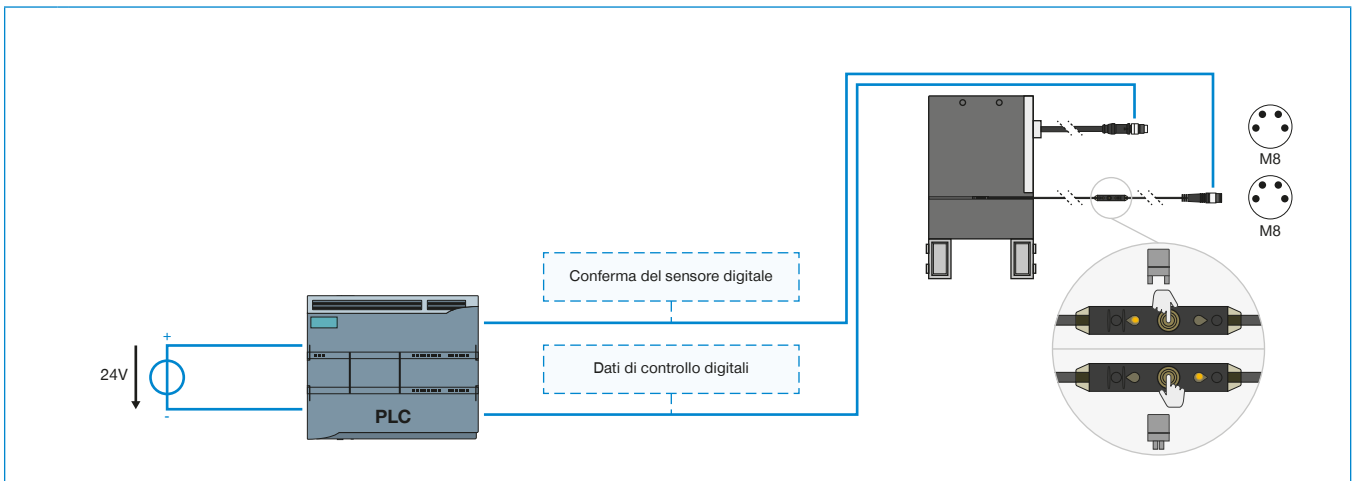 M8
M8
Conferma del sensore digitale
+
24V
Dati di controllo digitali
-
PLC